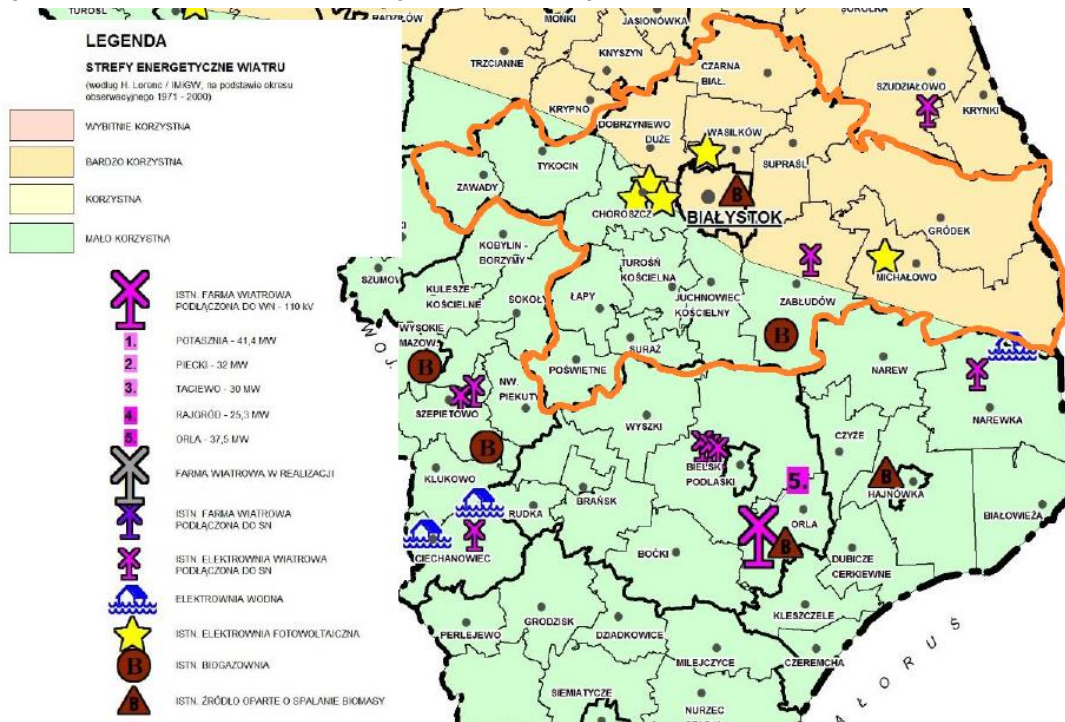 TUROŚL
RADZIŁÓW
MOŃKI
JASIONÓWKA
SOKÓŁKA
LEGENDA
STREFY ENERGETYCZNE WIATRU
(według H. Lorenc / IMiGW, na podstawie okresu
obserwacyjnego 1971 - 2000)
WYBITNIE KORZYSTNA
BARDZO KORZYSTNA
KORZYSTNA
MAŁO KORZYSTNA
ISTN. FARMA WIATROWA
PODŁĄCZONA DO WN - 110 kV
1. POTASZNIA - 41,4 MW
2. PIECKI - 32 MW
3. TACIEWO - 30 MW
4. RAJGRÓD - 25,3 MW
5. ORLA - 37,5 MW
FARMA WIATROWA W REALIZACJI
ISTN. FARMA WIATROWA
PODŁĄCZONA DO SN
ISTN. ELEKTROWNIA WIATROWA
PODŁĄCZONA DO SN
ELEKTROWNIA WODNA
ISTN. ELEKTROWNIA FOTOWOLTAICZNA
B ISTN. BIOGAZOWNIA
B ISTN. ŹRÓDŁO OPARTE O SPALANIE BIOMASY
TRZCIANNE
KNYSZYN
CZARNA
BIAŁ.
SZUDZIAŁOWO
KRYNKI
KRYPNO
DOBRZYNIEWO
DUŻE
WASILKÓW
SUPRAŚL
TYKOCIN
ZAWADY
CHOROSZCZ
B
BIAŁYSTOK
GRÓDEK
MICHAŁOWO
KOBYLIN -
BORZYMY
TUROŚŃ
KOŚCIELNA
JUCHNOWIEC
KOŚCIELNY
ZABŁUDÓW
SZUMOW
KULESZE
KOŚCIELNE
SOKOŁY
ŁAPY
SURAŻ
B
WOJ.
WYSOKIE
MAZOW.
B
POŚWIĘTNE
NAREW
NW.
PIEKUTY
SZEPIETOWO
NAREWKA
WYSZKI
CZYŻE
B
BIELSK
PODLASKI
5.
B
HAJNÓWKA
KLUKOWO
BRAŃSK
RUDKA
ORLA
BIAŁOWIEŻA
CIECHANOWIEC
BOĆKI
B
DUBICZE
CERKIEWNE
KLESZCZELE
PERLEJEWO
GRODZISK
DZIADKOWICE
MILEJCZYCE
CZEREMCHA
SIEMIATYCZE
NURZEC
AŁORUŚ